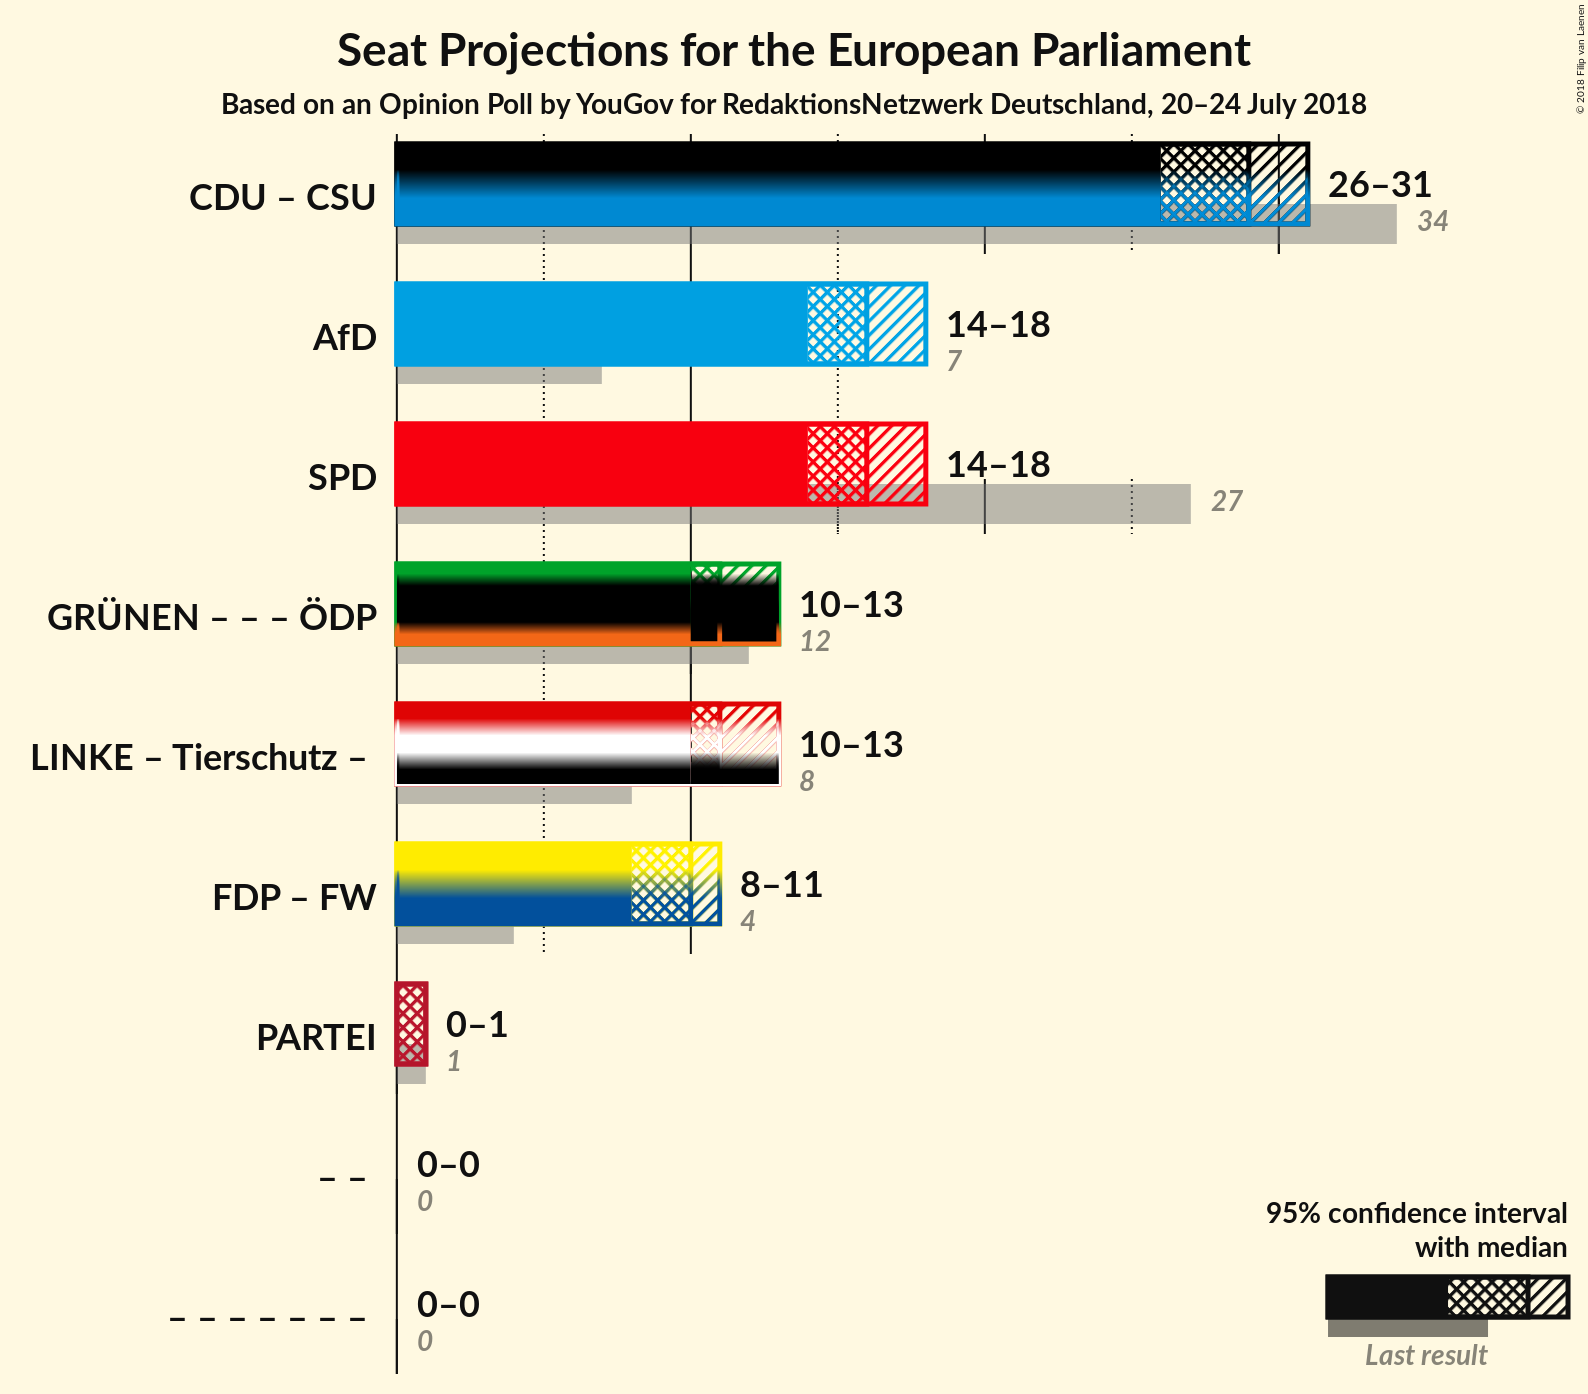 Seat Projections for the European Parliament
Based on an Opinion Poll by YouGov for RedaktionsNetzwerk Deutschland, 20–24 July 2018
© 2018 Filip van Laenen
CDU – CSU
26–31
34
AfD
14–18
7
SPD
14–18
27
GRÜNEN – – – ÖDP
10–13
12
LINKE – Tierschutz –
10–13
8
FDP – FW
8–11
4
PARTEI
0–1
1
– –
0–0
0
– – – – – – –
0–0
0
95% confidence interval
with median
Last result